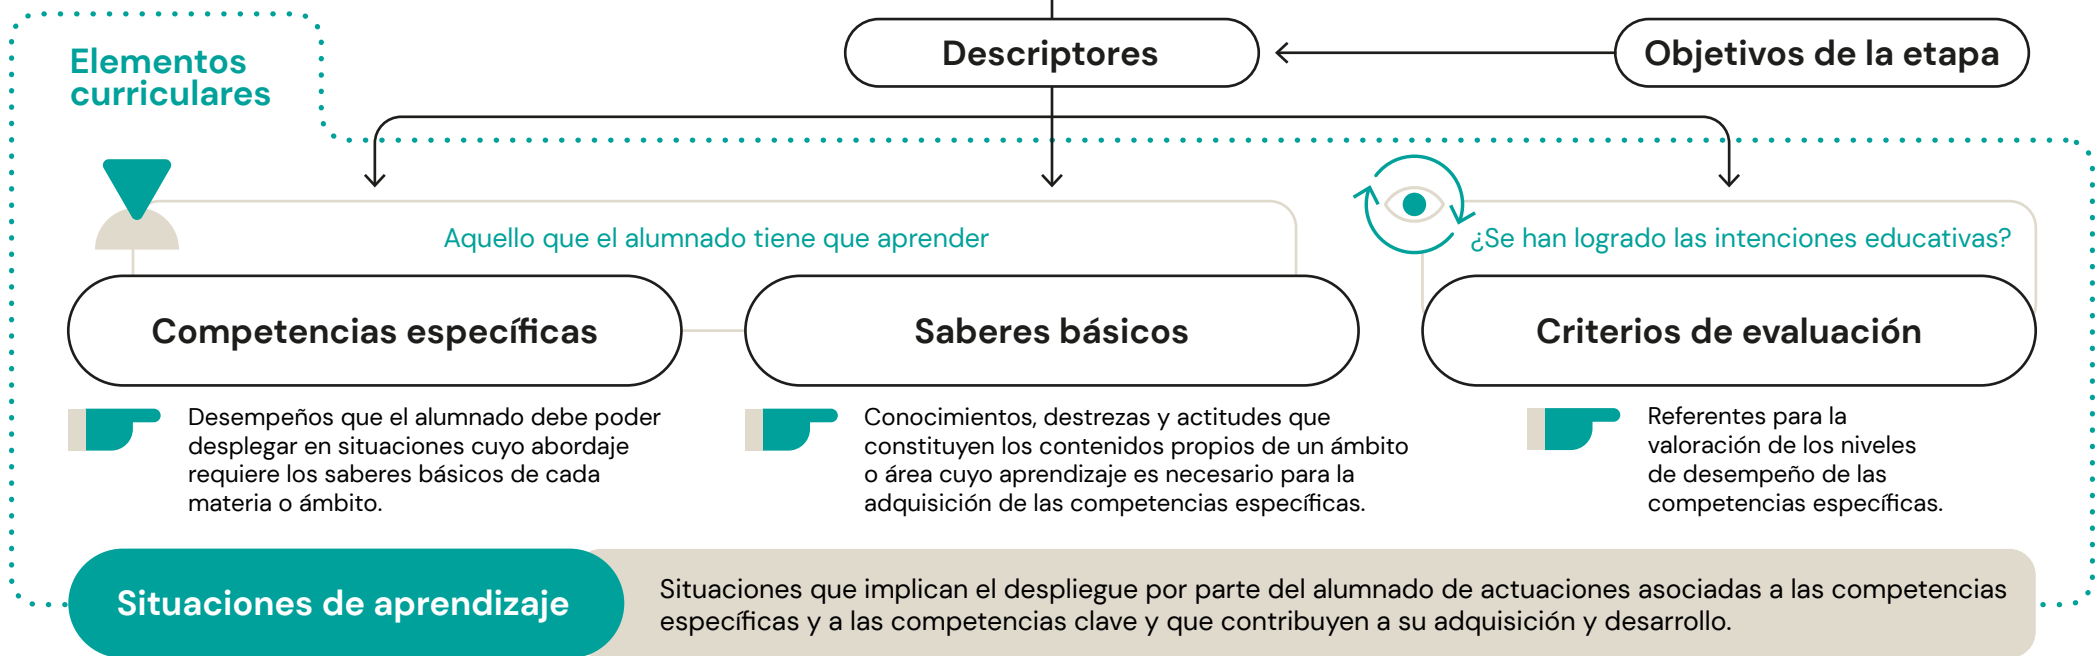 Elementos
curriculares
Descriptores
Objetivos de la etapa
Aquello que el alumnado tiene que aprender
¿Se han logrado las intenciones educativas?
Competencias específicas
Saberes básicos
Criterios de evaluación
Desempeños que el alumnado debe poder
desplegar en situaciones cuyo abordaje
requiere los saberes básicos de cada
materia o ámbito.
Conocimientos, destrezas y actitudes que
constituyen los contenidos propios de un ámbito
o área cuyo aprendizaje es necesario para la
adquisición de las competencias específicas.
Referentes para la
valoración de los niveles
de desempeño de las
competencias específicas.
Situaciones de aprendizaje
Situaciones que implican el despliegue por parte del alumnado de actuaciones asociadas a las competencias
específicas y a las competencias clave y que contribuyen a su adquisición y desarrollo.